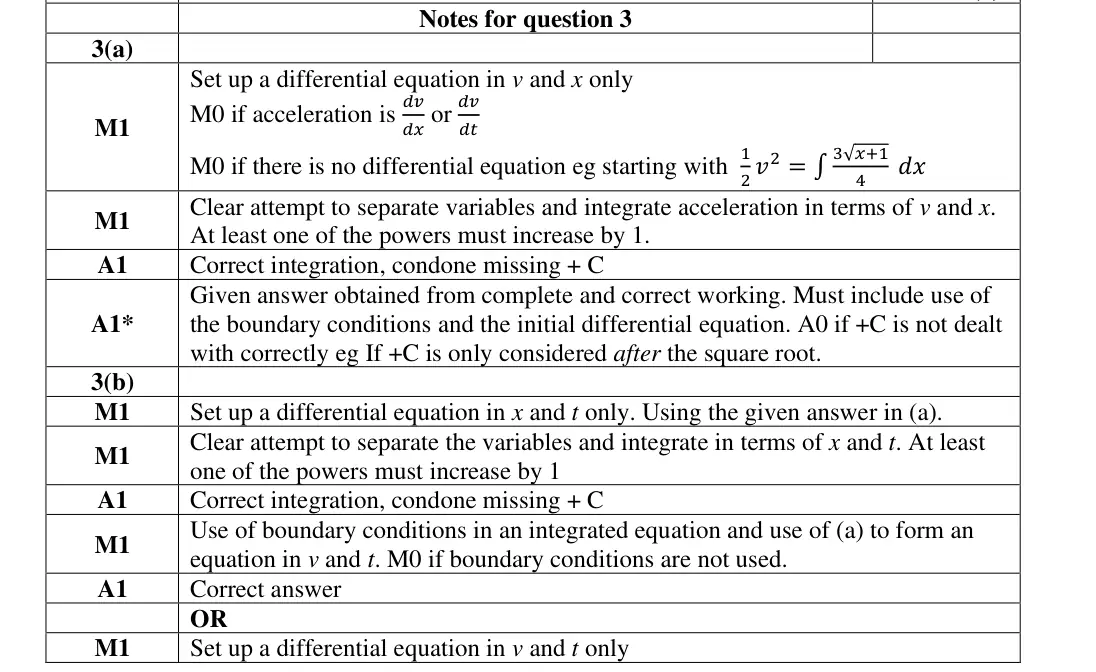 Notes for question 3
3(a)
M1
Set up a differential equation in v and x only
M0 if acceleration is dv/dx or dv/dt
M0 if there is no differential equation eg starting with 1/2 v² = ∫ 3√(x+1)/4 dx
M1
Clear attempt to separate variables and integrate acceleration in terms of v and x.
At least one of the powers must increase by 1.
A1
Correct integration, condone missing + C
A1*
Given answer obtained from complete and correct working. Must include use of
the boundary conditions and the initial differential equation. A0 if +C is not dealt
with correctly eg If +C is only considered after the square root.
3(b)
M1
Set up a differential equation in x and t only. Using the given answer in (a).
M1
Clear attempt to separate the variables and integrate in terms of x and t. At least
one of the powers must increase by 1
A1
Correct integration, condone missing + C
M1
Use of boundary conditions in an integrated equation and use of (a) to form an
equation in v and t. M0 if boundary conditions are not used.
A1
Correct answer
OR
M1
Set up a differential equation in v and t only